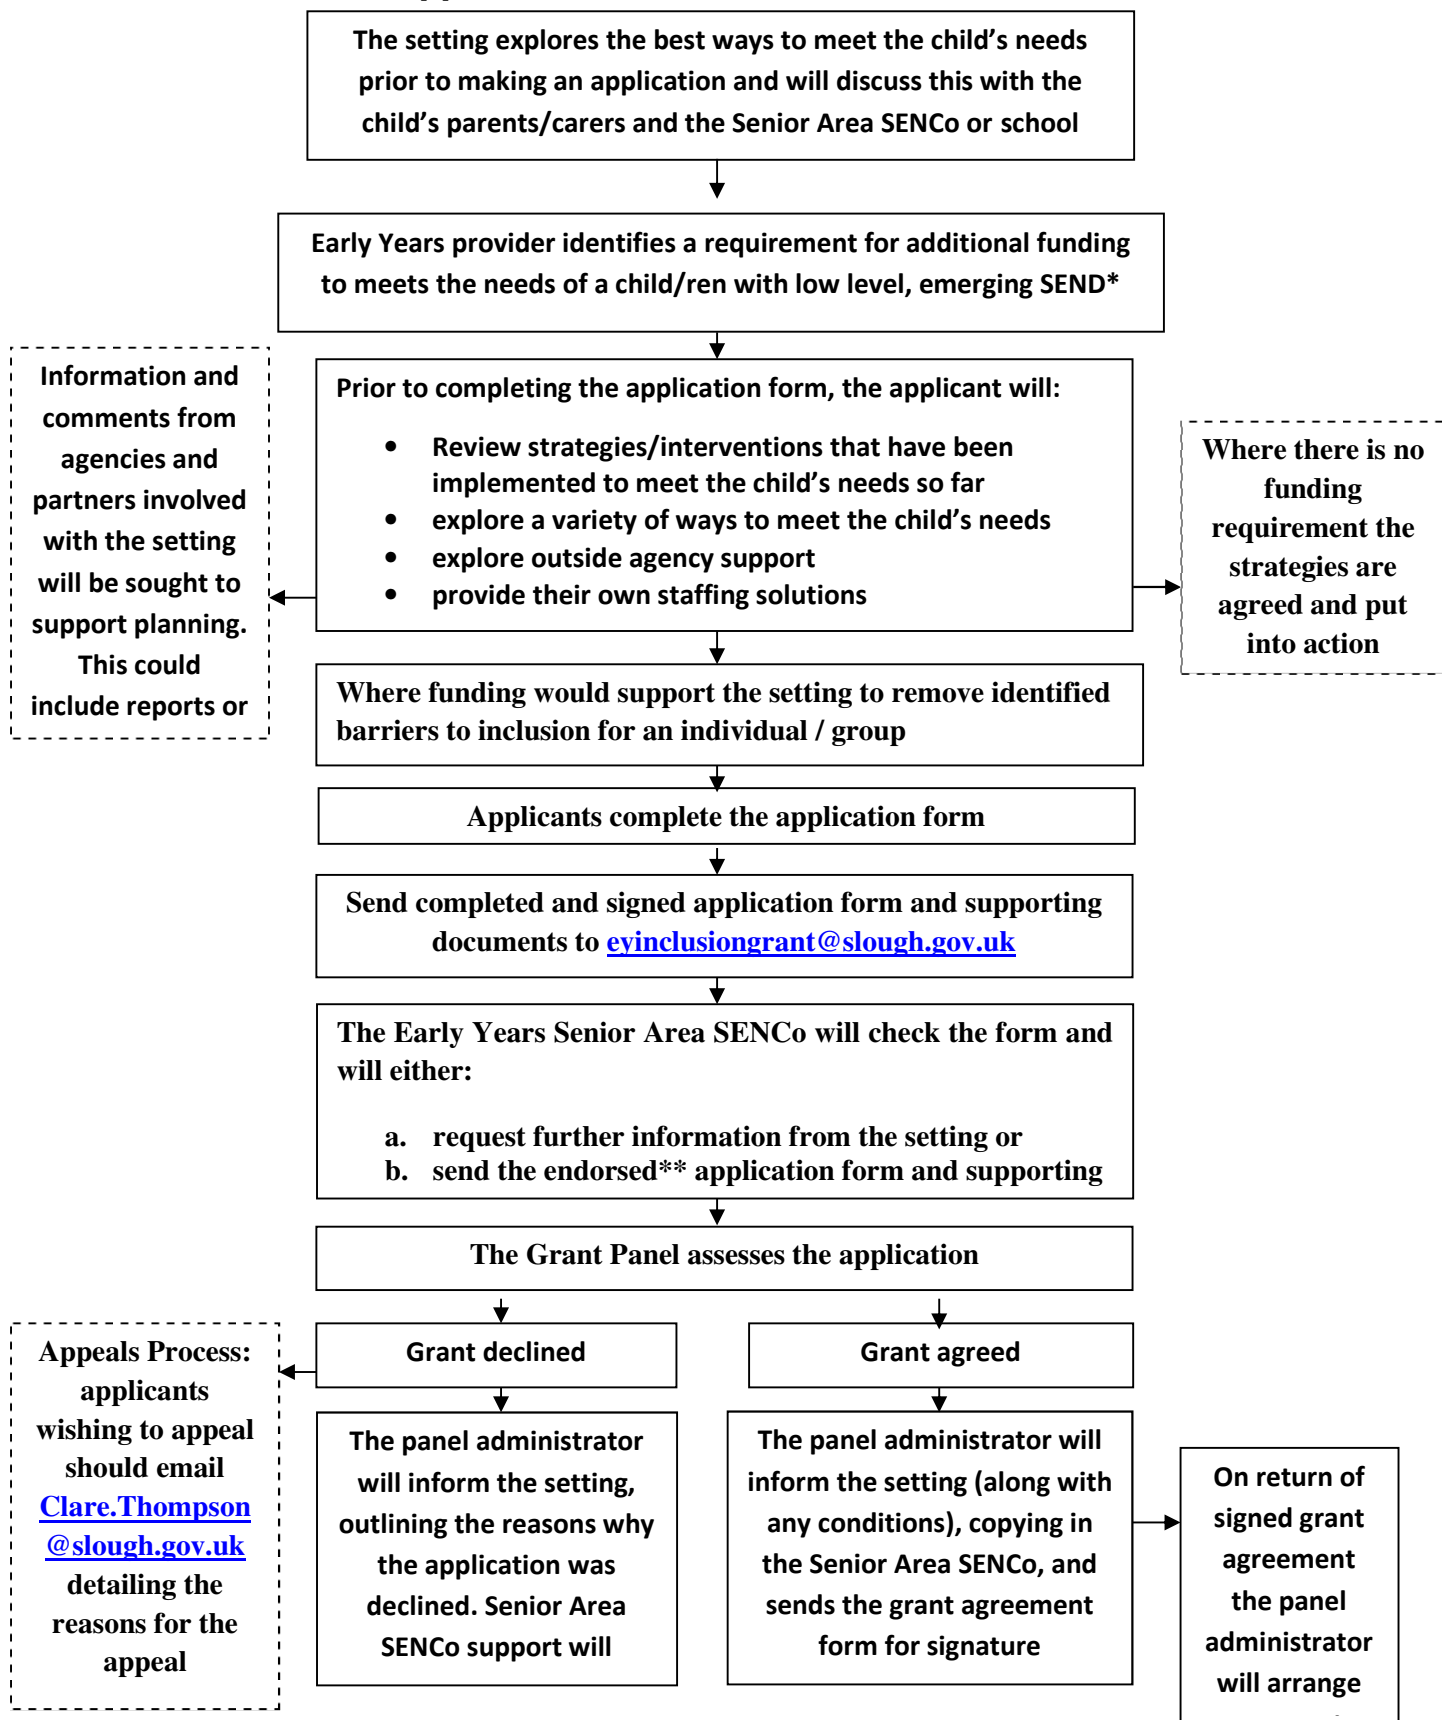 The setting explores the best ways to meet the child's needs
prior to making an application and will discuss this with the
child's parents/carers and the Senior Area SENCo or school
Early Years provider identifies a requirement for additional funding
to meets the needs of a child/ren with low level, emerging SEND*
Information and
comments from
agencies and
partners involved
with the setting
will be sought to
support planning.
This could
include reports or
Prior to completing the application form, the applicant will:
• Review strategies/interventions that have been
implemented to meet the child's needs so far
• explore a variety of ways to meet the child's needs
• explore outside agency support
• provide their own staffing solutions
Where there is no
funding
requirement the
strategies are
agreed and put
into action
Where funding would support the setting to remove identified
barriers to inclusion for an individual / group
Applicants complete the application form
Send completed and signed application form and supporting
documents to eyinclusiongrant@slough.gov.uk
The Early Years Senior Area SENCo will check the form and
will either:
a. request further information from the setting or
b. send the endorsed** application form and supporting
The Grant Panel assesses the application
Grant declined
Grant agreed
Appeals Process:
applicants
wishing to appeal
should email
Clare.Thompson
@slough.gov.uk
detailing the
reasons for the
appeal
The panel administrator
will inform the setting,
outlining the reasons why
the application was
declined. Senior Area
SENCo support will
The panel administrator will
inform the setting (along with
any conditions), copying in
the Senior Area SENCo, and
sends the grant agreement
form for signature
On return of
signed grant
agreement
the panel
administrator
will arrange